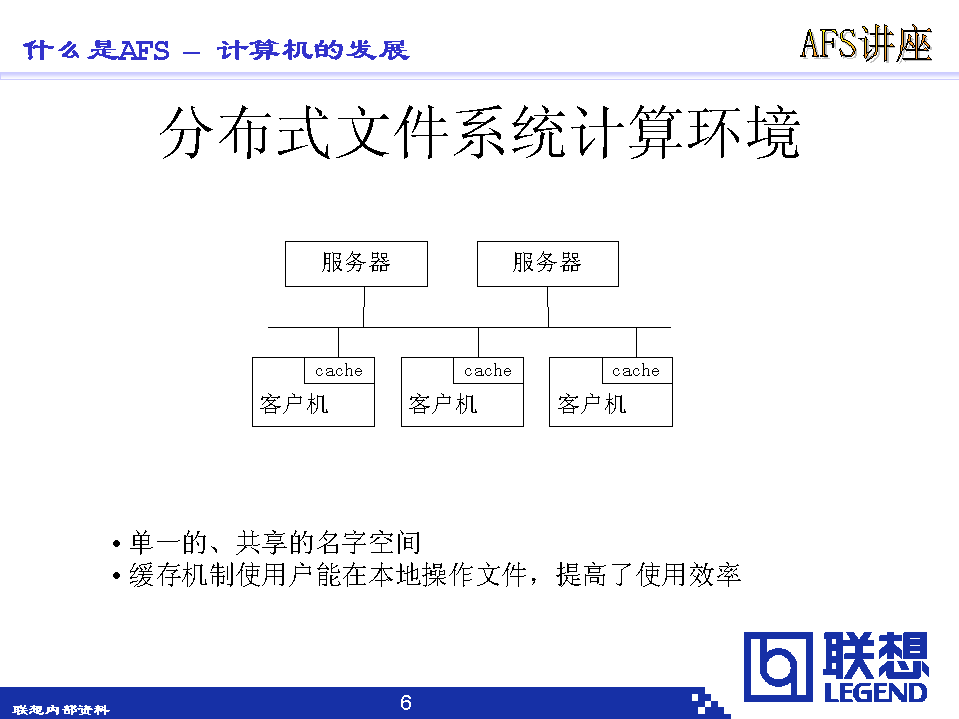 什么是AFS – 计算机的发展
AFS讲座
分布式文件系统计算环境
服务器 服务器
cache cache cache
客户机 客户机 客户机
• 单一的、共享的名字空间
• 缓存机制使用户能在本地操作文件，提高了使用效率
联想
LEGEND
联想内部资料 6